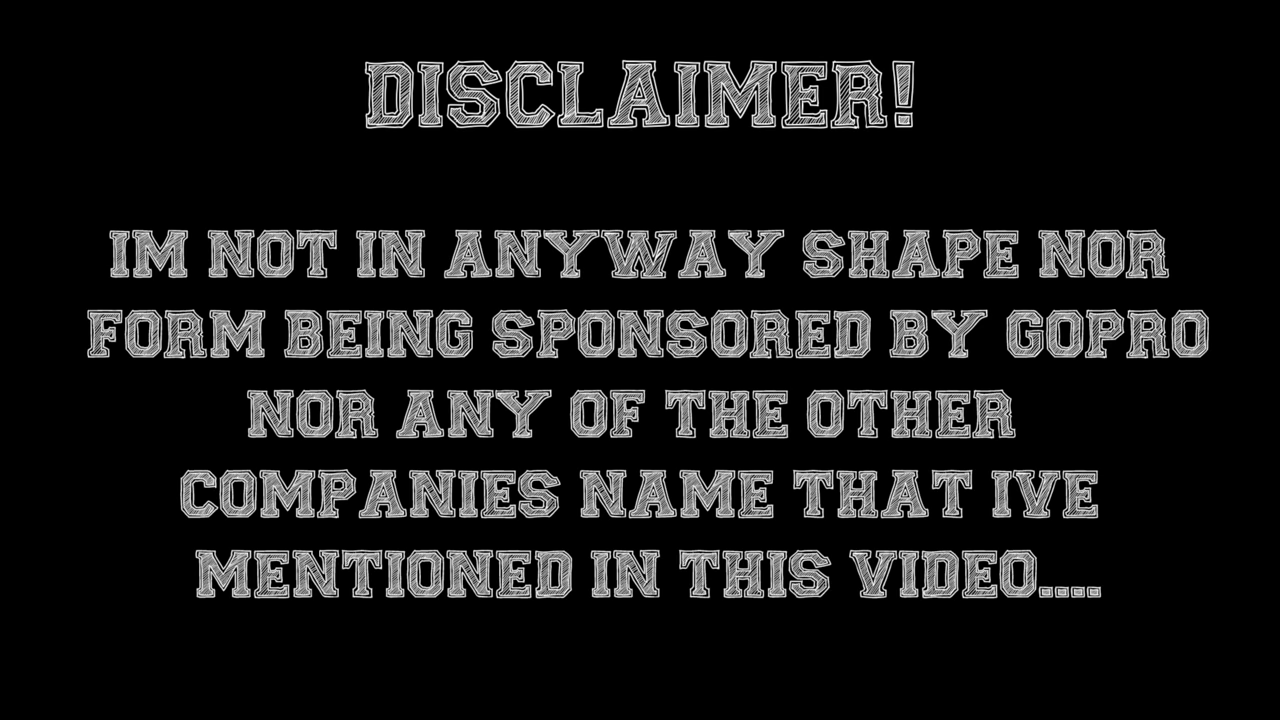 DISCLAIMER!
IM NOT IN ANYWAY SHAPE NOR
FORM BEING SPONSORED BY GOPRO
NOR ANY OF THE OTHER
COMPANIES NAME THAT IVE
MENTIONED IN THIS VIDEO....